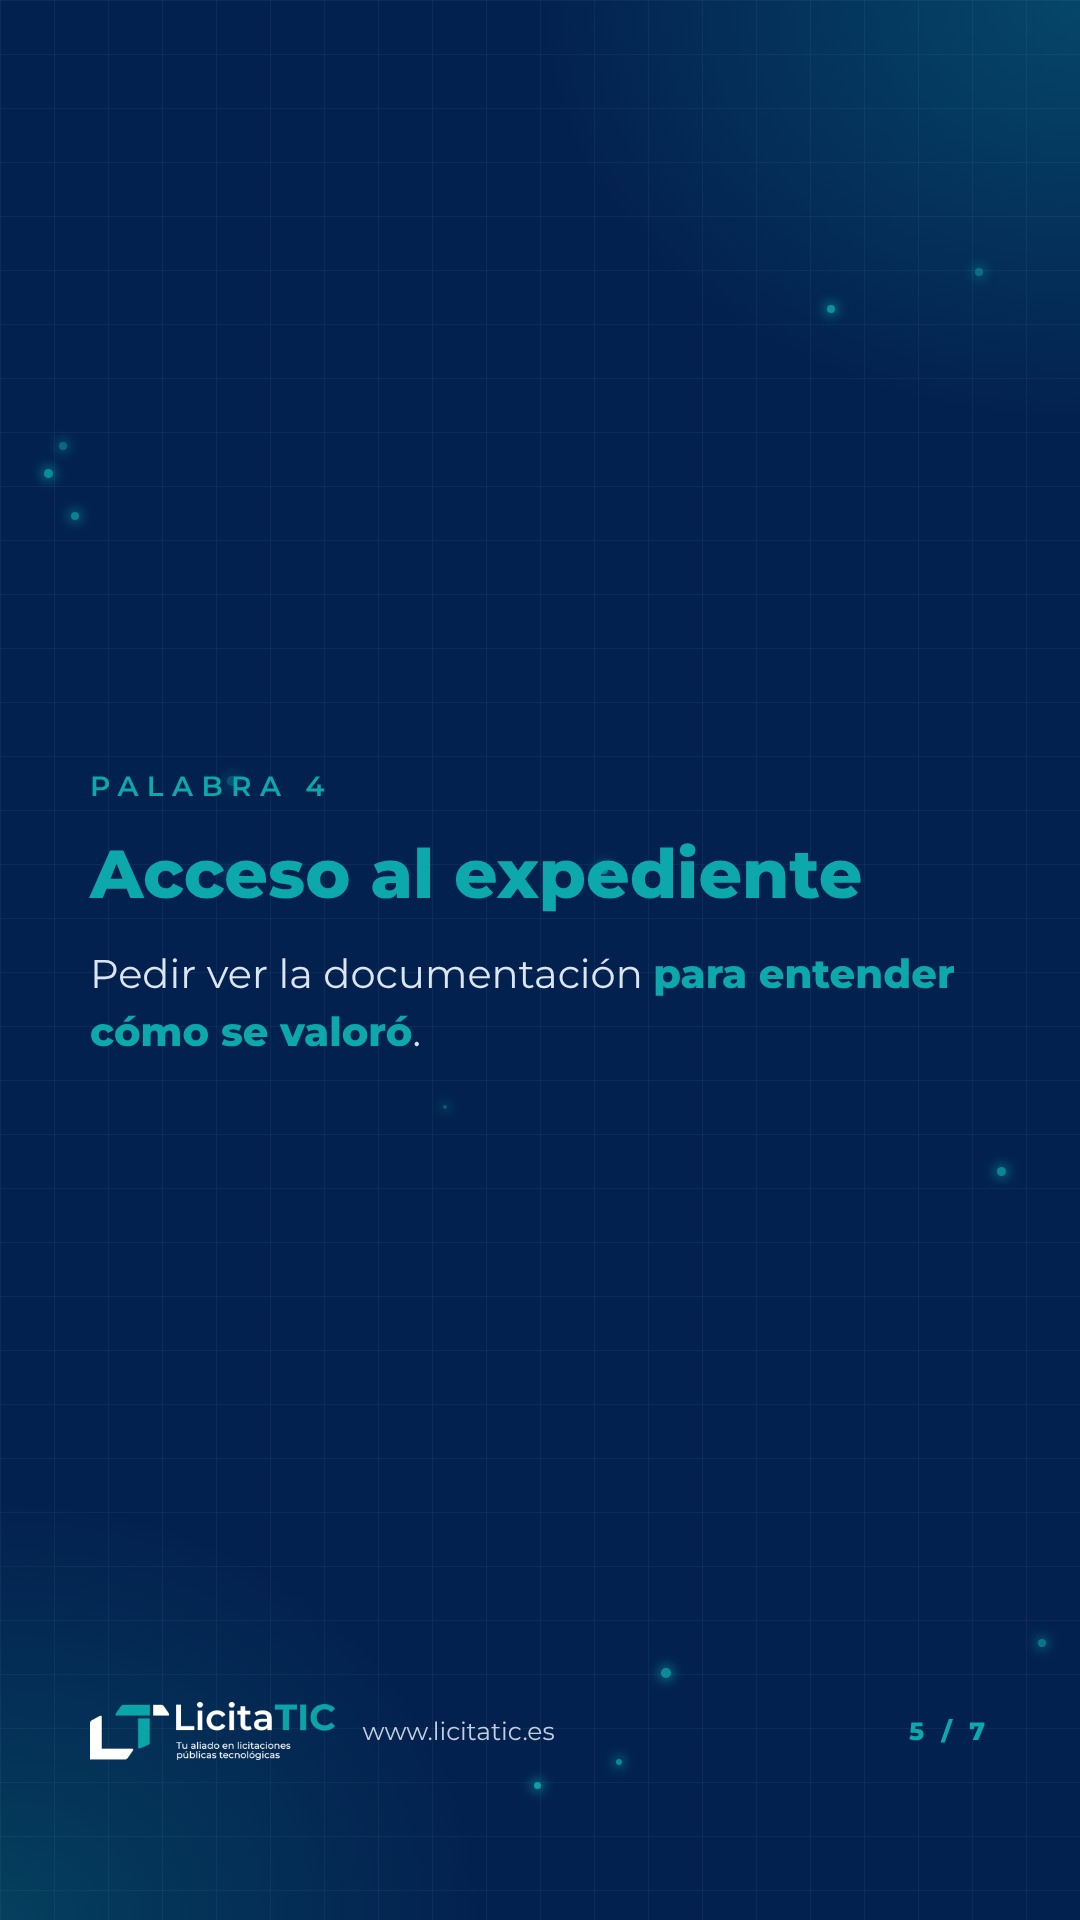 PALABRA 4
Acceso al expediente
Pedir ver la documentación para entender
cómo se valoró.
LicitaTIC
Tu aliado en licitaciones
públicas tecnológicas
www.licitatic.es
5 / 7